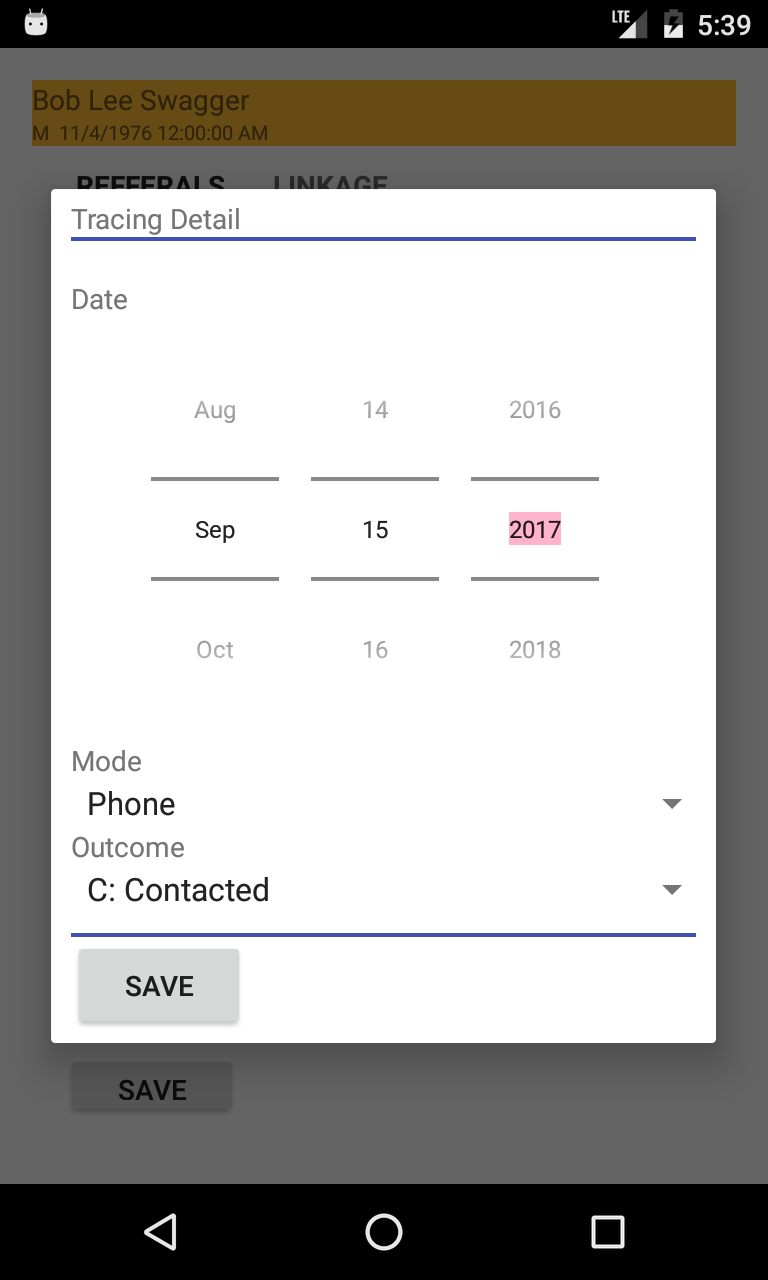 LTE 5:39
Bob Lee Swagger
M 11/4/1976 12:00:00 AM
REFERRALS LINKAGE
Tracing Detail
Date
Aug 14 2016
Sep 15 2017
Oct 16 2018
Mode
Phone
Outcome
C: Contacted
SAVE
SAVE